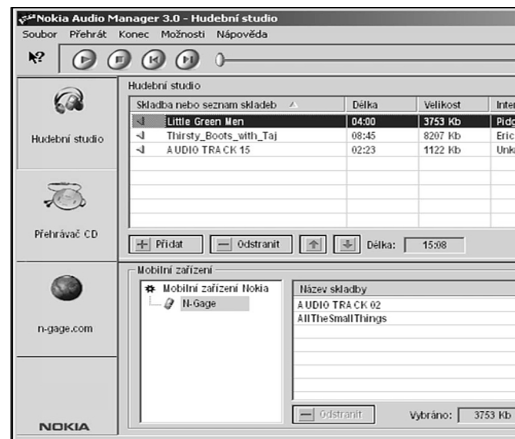 Nokia Audio Manager 3.0 - Hudební studio
Soubor Přehrát Konec Možnosti Nápověda
Hudební studio
Přehrávač CD
n-gage.com
NOKIA
Hudební studio
Skladba nebo seznam skladeb Délka Velikost
Little Green Men 04:00 3753 Kb
Thirsty_Boots_with_Taj 08:45 8207 Kb Eric
AUDIO TRACK 15 02:23 1122 Kb
Přidat Odstranit Délka: 15:08
Mobilní zařízení
Mobilní zařízení Nokia
N-Gage
Název skladby
AUDIO TRACK 02
AllTheSmallThings
Odstranit Vybráno: 3753 Kb